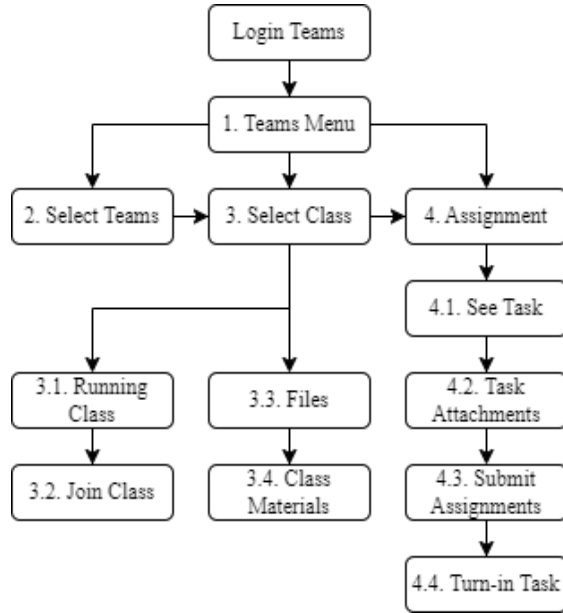 Login Teams
1. Teams Menu
2. Select Teams
3. Select Class
4. Assignment
4.1. See Task
3.1. Running
Class
3.3. Files
4.2. Task
Attachments
3.2. Join Class
3.4. Class
Materials
4.3. Submit
Assignments
4.4. Turn-in Task